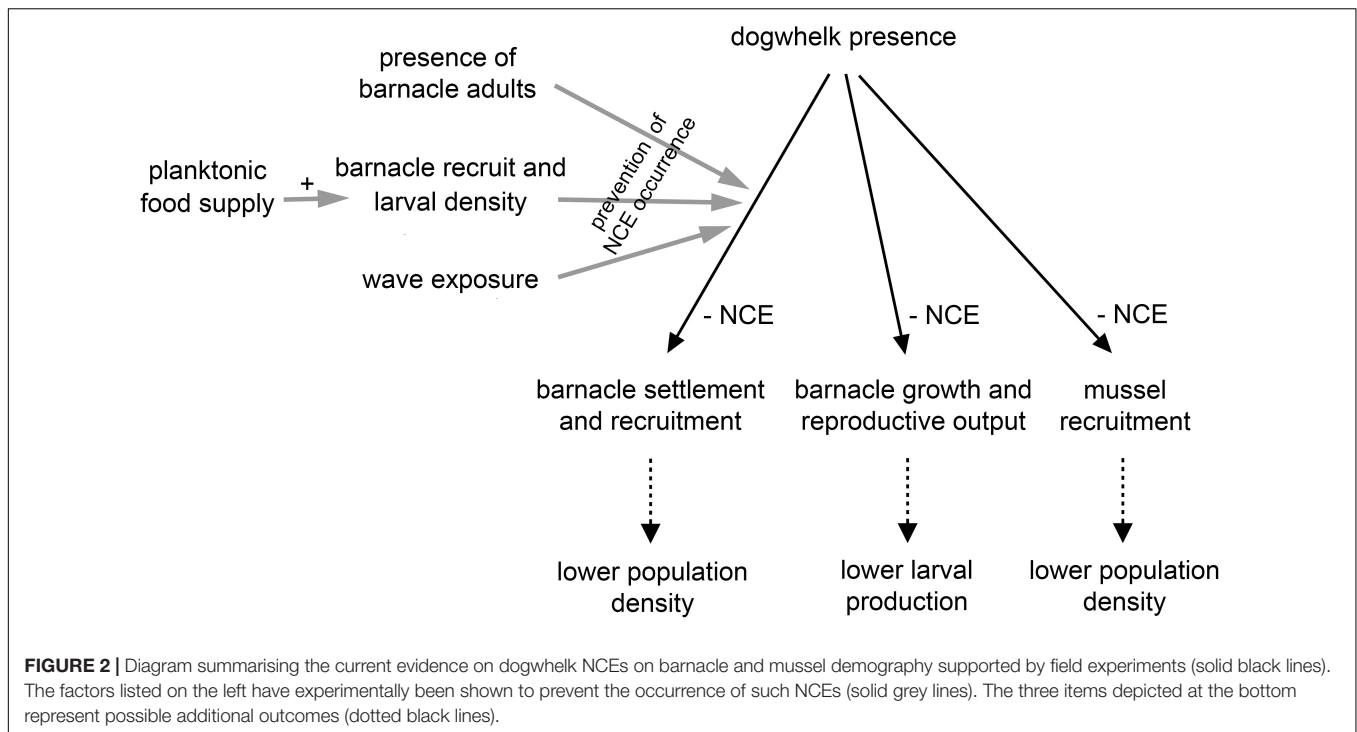 dogwhelk presence
presence of
barnacle adults
prevention of
NCE occurrence
planktonic
food supply
+
barnacle recruit and
larval density
wave exposure
- NCE
- NCE
- NCE
barnacle settlement
and recruitment
barnacle growth and
reproductive output
mussel
recruitment
lower population
density
lower larval
production
lower population
density
FIGURE 2 | Diagram summarising the current evidence on dogwhelk NCEs on barnacle and mussel demography supported by field experiments (solid black lines).
The factors listed on the left have experimentally been shown to prevent the occurrence of such NCEs (solid grey lines). The three items depicted at the bottom
represent possible additional outcomes (dotted black lines).